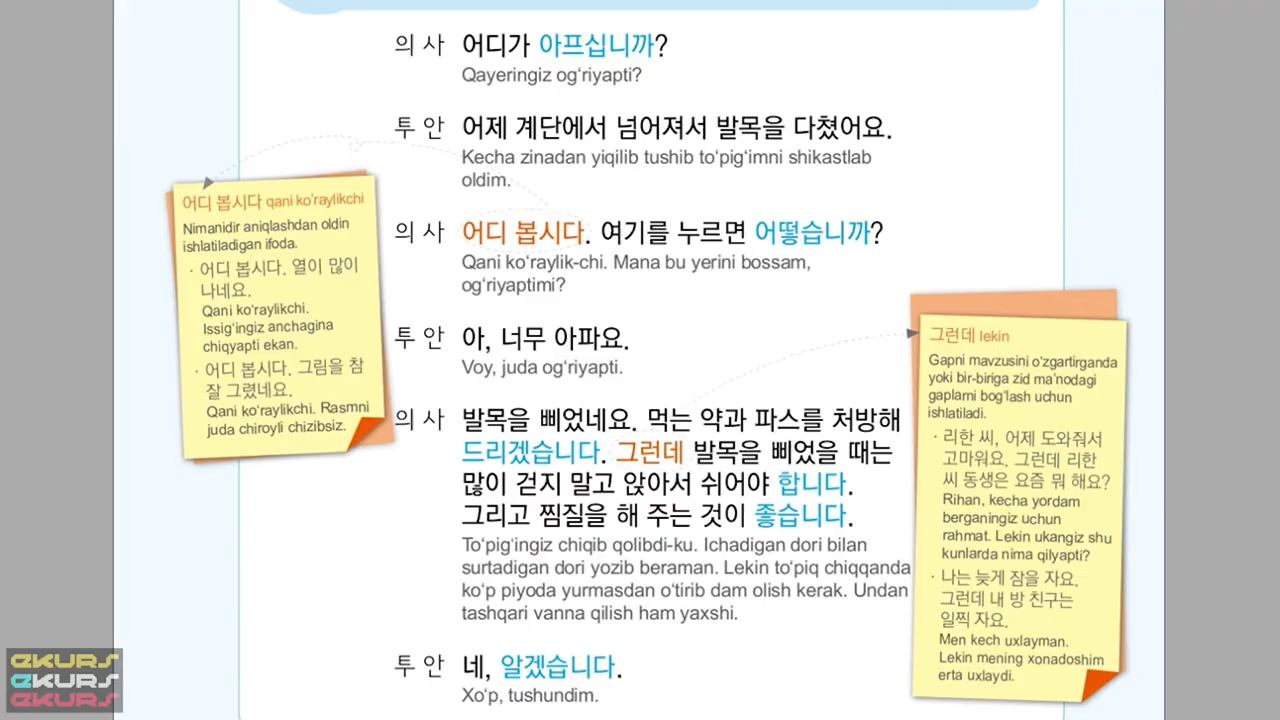 의 사 어디가 아프십니까?
Qayeringiz og‘riyapti?
투 안 어제 계단에서 넘어져서 발목을 다쳤어요.
Kecha zinadan yiqilib tushib to‘pig‘imni shikastlab
oldim.
의 사 어디 봅시다. 여기를 누르면 어떻습니까?
Qani ko‘raylik-chi. Mana bu yerini bossam,
og‘riyaptimi?
투 안 아, 너무 아파요.
Voy, juda og‘riyapti.
의 사 발목을 삐었네요. 먹는 약과 파스를 처방해
드리겠습니다. 그런데 발목을 삐었을 때는
많이 걷지 말고 앉아서 쉬어야 합니다.
그리고 찜질을 해 주는 것이 좋습니다.
To‘pig‘ingiz chiqib qolibdi-ku. Ichadigan dori bilan
surtadigan dori yozib beraman. Lekin to‘piq chiqqanda
ko‘p piyoda yurmasdan o‘tirib dam olish kerak. Undan
tashqari vanna qilish ham yaxshi.
투 안 네, 알겠습니다.
Xo‘p, tushundim.
어디 봅시다 qani ko‘raylikchi
Nimanidir aniqlashdan oldin
ishlatiladigan ifoda.
· 어디 봅시다. 열이 많이
나네요.
Qani ko‘raylikchi.
Issig‘ingiz anchagina
chiqyapti ekan.
· 어디 봅시다. 그림을 참
잘 그렸네요.
Qani ko‘raylikchi. Rasmni
juda chiroyli chizibsiz.
그런데 lekin
Gapni mavzusini o‘zgartirganda
yoki bir-biriga zid ma’nodagi
gaplarni bog‘lash uchun
ishlatiladi.
· 리한 씨, 어제 도와줘서
고마워요. 그런데 리한
씨 동생은 요즘 뭐 해요?
Rihan, kecha yordam
berganingiz uchun
rahmat. Lekin ukangiz shu
kunlarda nima qilyapti?
· 나는 늦게 잠을 자요.
그런데 내 방 친구는
일찍 자요.
Men kech uxlayman.
Lekin mening xonadoshim
erta uxlaydi.
EKURS
EKURS
EKURS